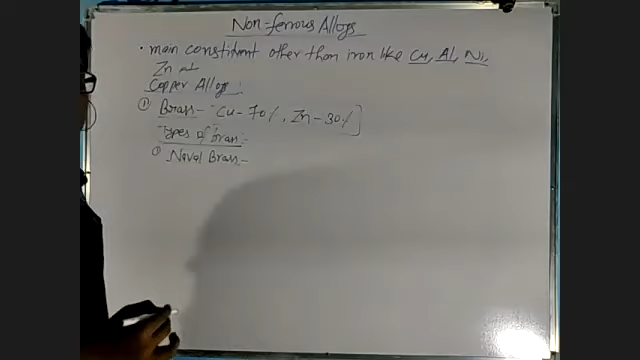 Non-ferrous Alloys
• main constituent other than iron like Cu, Al, Ni,
Zn etc
Copper Alloys:
① Brass- Cu-70%, Zn-30%]
Types of Brass:-
① Naval Brass:-